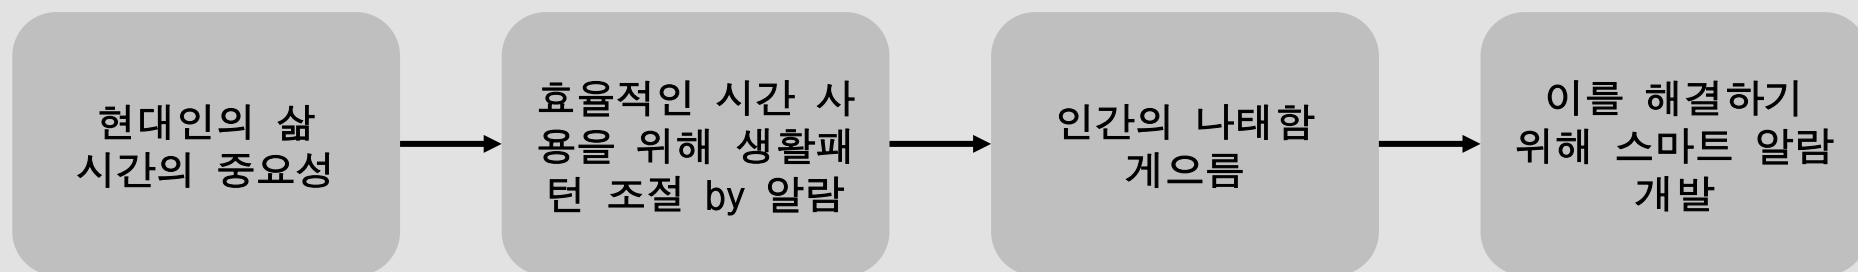 현대인의 삶
시간의 중요성
효율적인 시간 사
용을 위해 생활패
턴 조절 by 알람
인간의 나태함
게으름
이를 해결하기
위해 스마트 알람
개발